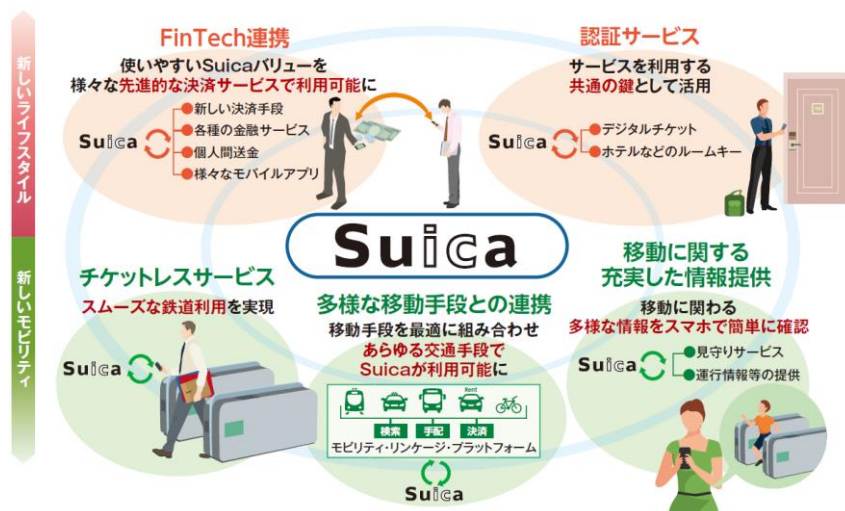 新しいライフスタイル
FinTech連携
使いやすいSuicaバリューを
様々な先進的な決済サービスで利用可能に
Suica
新しい決済手段
各種の金融サービス
個人間送金
様々なモバイルアプリ
認証サービス
サービスを利用する
共通の鍵として活用
Suica
デジタルチケット
ホテルなどのルームキー
Suica
新しいモビリティ
チケットレスサービス
スムーズな鉄道利用を実現
Suica
多様な移動手段との連携
移動手段を最適に組み合わせ
あらゆる交通手段で
Suicaが利用可能に
Rent
検索 手配 決済
モビリティ・リンケージ・プラットフォーム
Suica
移動に関する
充実した情報提供
移動に関わる
多様な情報をスマホで簡単に確認
Suica
見守りサービス
運行情報等の提供